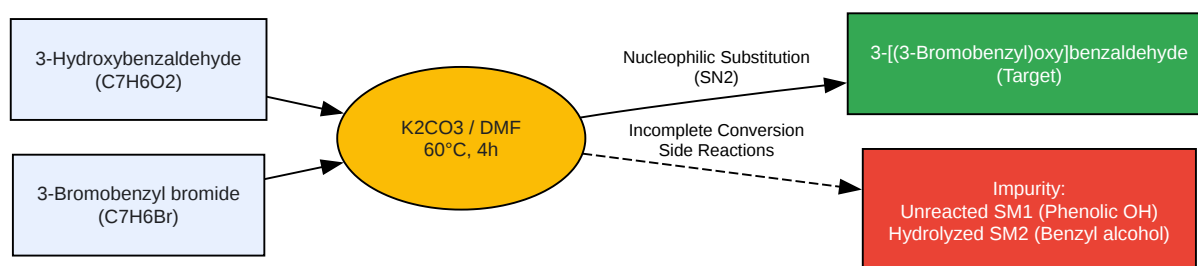 3-Hydroxybenzaldehyde
(C7H6O2)
3-Bromobenzyl bromide
(C7H6Br)
K2CO3 / DMF
60°C, 4h
Nucleophilic Substitution
(SN2)
Incomplete Conversion
Side Reactions
3-[(3-Bromobenzyl)oxy]benzaldehyde
(Target)
Impurity:
Unreacted SM1 (Phenolic OH)
Hydrolyzed SM2 (Benzyl alcohol)